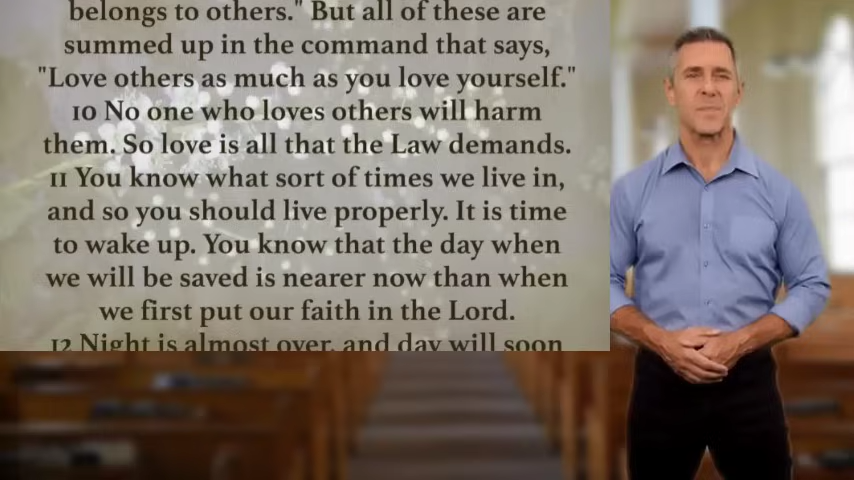 belongs to others." But all of these are
summed up in the command that says,
"Love others as much as you love yourself."
10 No one who loves others will harm
them. So love is all that the Law demands.
11 You know what sort of times we live in,
and so you should live properly. It is time
to wake up. You know that the day when
we will be saved is nearer now than when
we first put our faith in the Lord.
12 Night is almost over, and day will soon